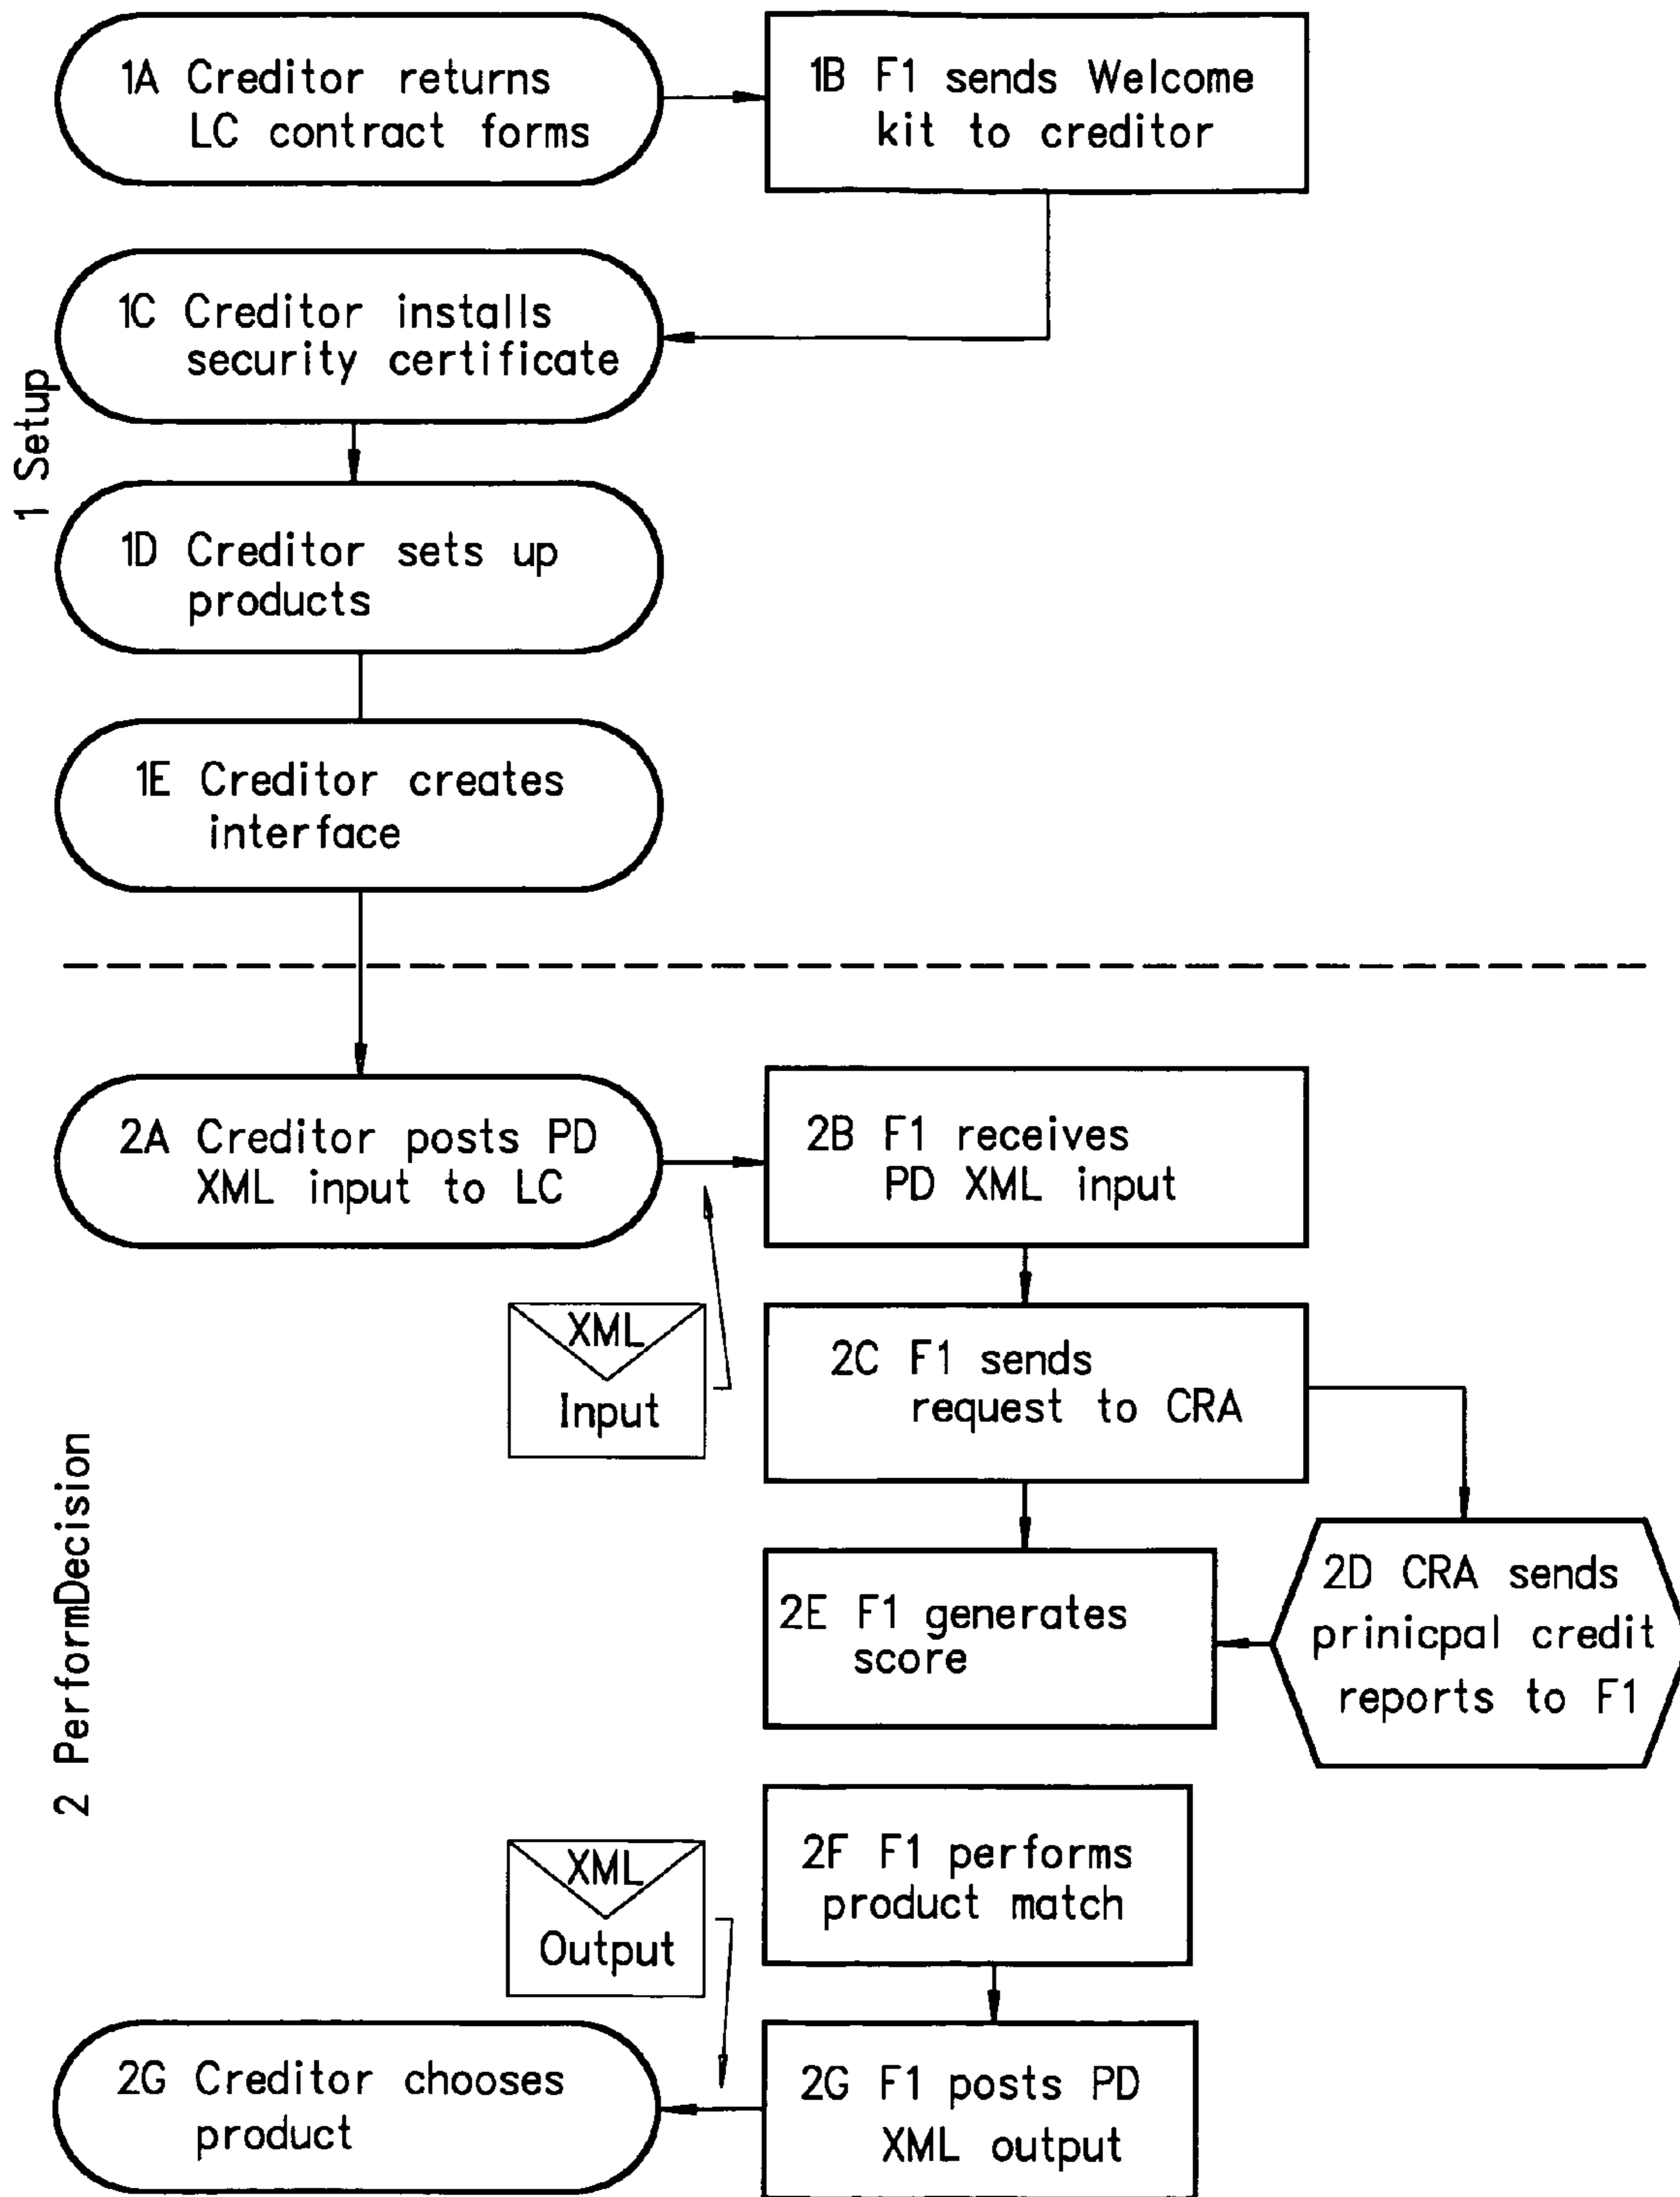 1A Creditor returns
LC contract forms
1B F1 sends Welcome
kit to creditor
1C Creditor installs
security certificate
1 Setup
1D Creditor sets up
products
1E Creditor creates
interface
2A Creditor posts PD
XML input to LC
2B F1 receives
PD XML input
XML
Input
2C F1 sends
request to CRA
2 PerformDecision
2D CRA sends
prinicpal credit
reports to F1
2E F1 generates
score
2F F1 performs
product match
XML
Output
2G Creditor chooses
product
2G F1 posts PD
XML output